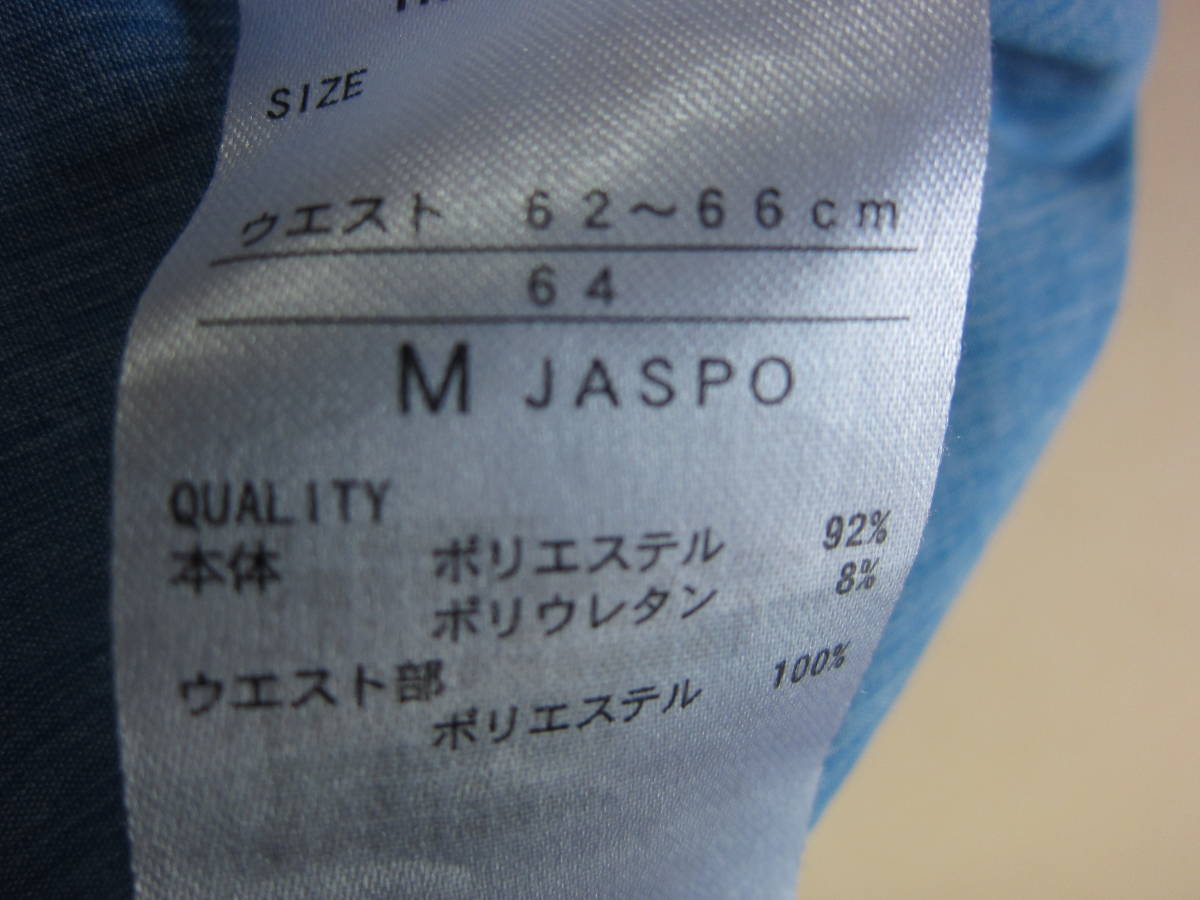 SIZE
ウエスト 62～66cm
64
M JASPO
QUALITY
本体 ポリエステル 92%
ポリウレタン 8%
ウエスト部
ポリエステル 100%